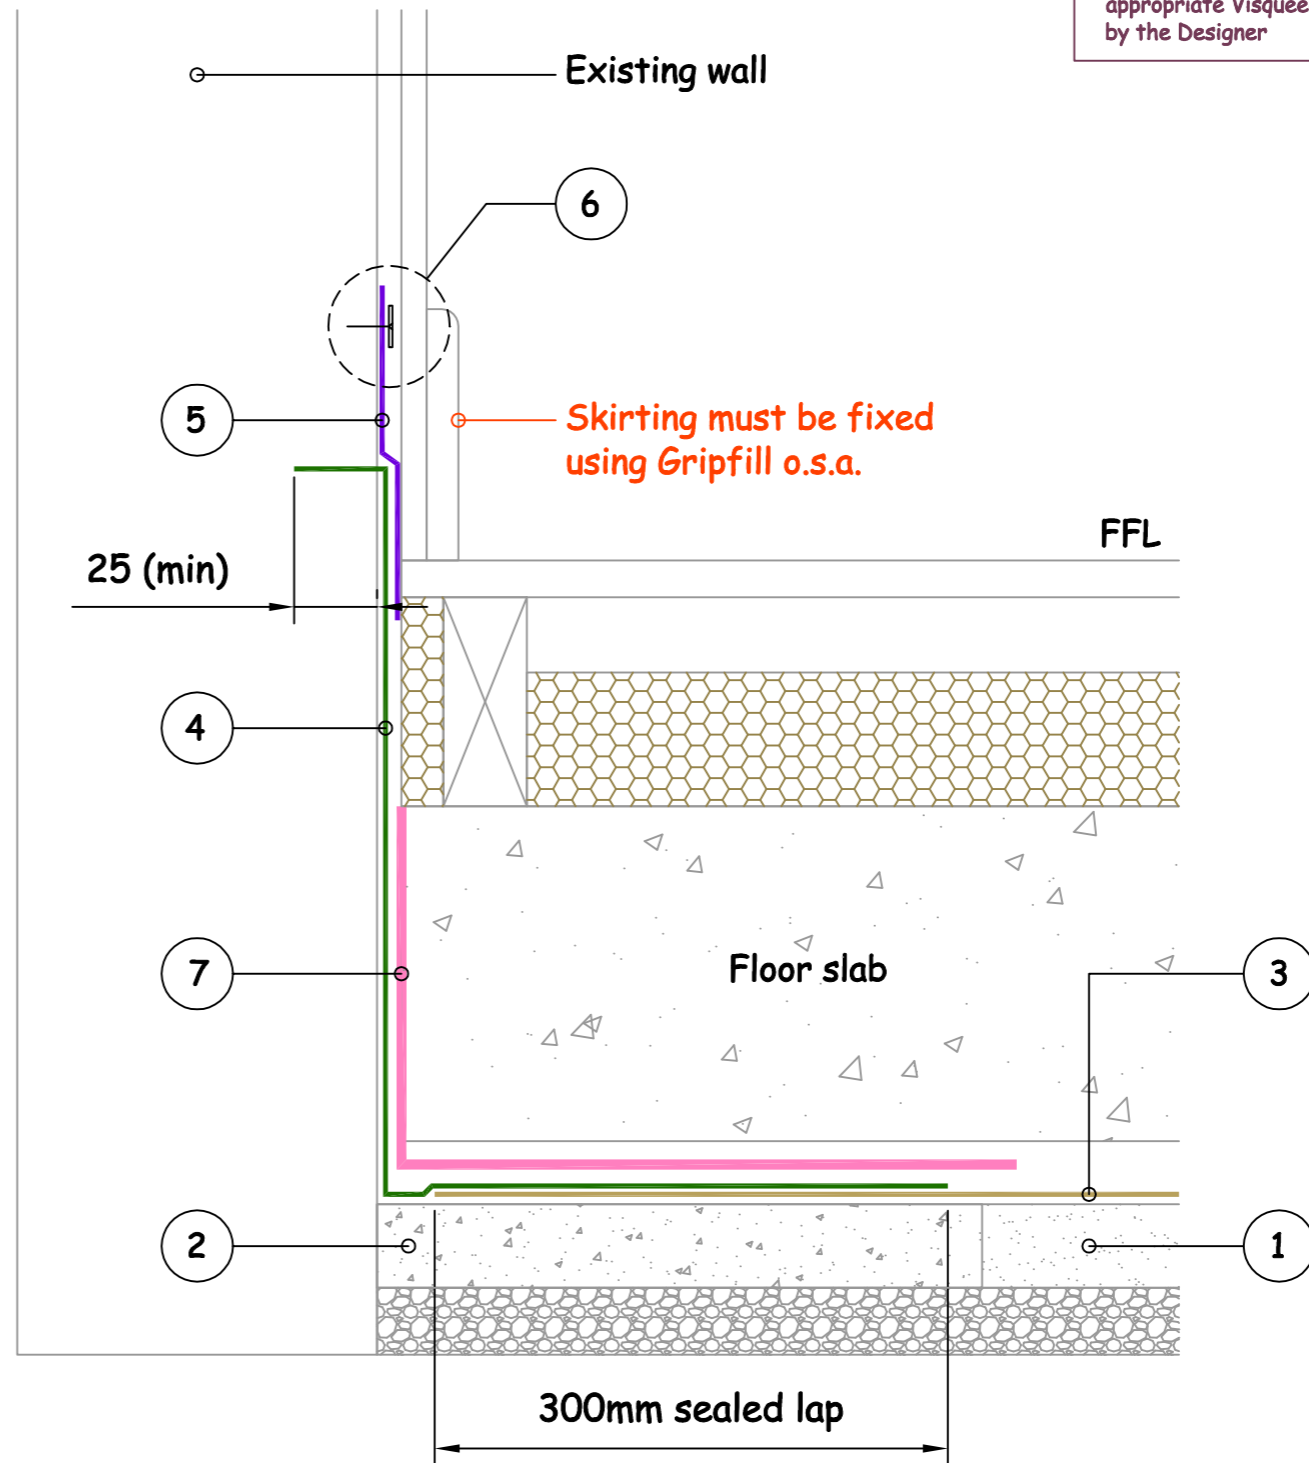 appropriate Visquee
by the Designer
Existing wall
6
5
Skirting must be fixed
using Gripfill o.s.a.
FFL
25 (min)
4
7
Floor slab
3
2
1
300mm sealed lap